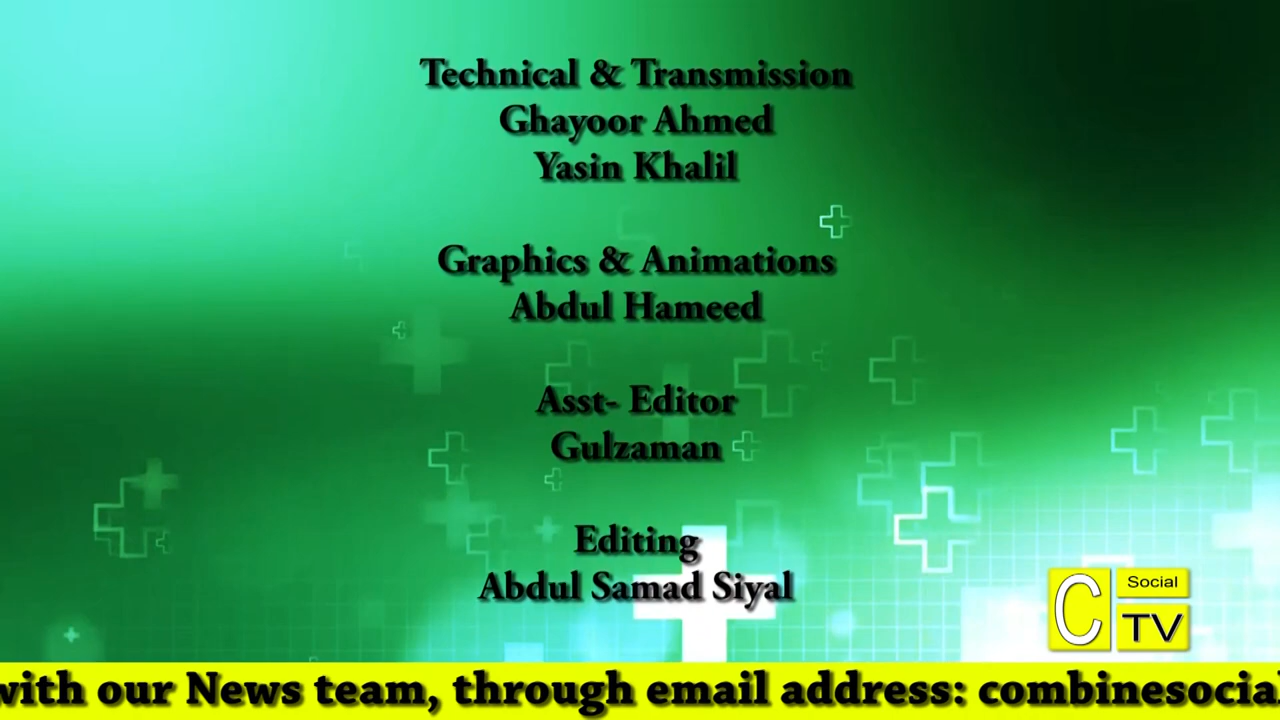 Technical & Transmission
Ghayoor Ahmed
Yasin Khalil
Graphics & Animations
Abdul Hameed
Asst- Editor
Gulzaman
Editing
Abdul Samad Siyal
C Social
TV
with our News team, through email address: combinesocial